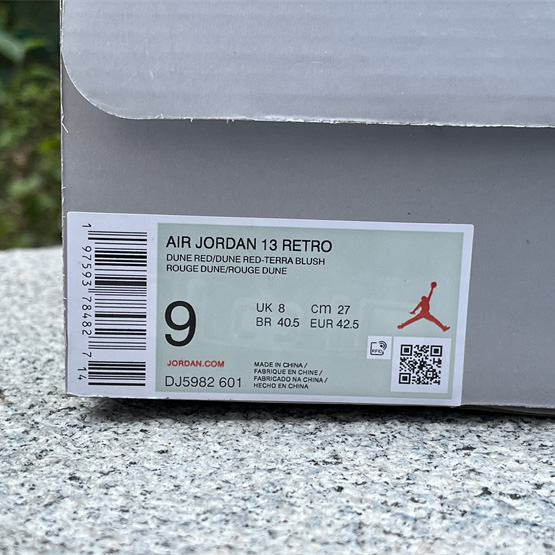 AIR JORDAN 13 RETRO
DUNE RED/DUNE RED-TERRA BLUSH
ROUGE DUNE/ROUGE DUNE
9
UK 8 cm 27
BR 40.5 EUR 42.5
JORDAN.COM
DJ5982 601
MADE IN CHINA/
FABRIQUE EN CHINE/
FABRICADO NA CHINA/
HECHO EN CHINA
RFID
1 97593 78482 7 14